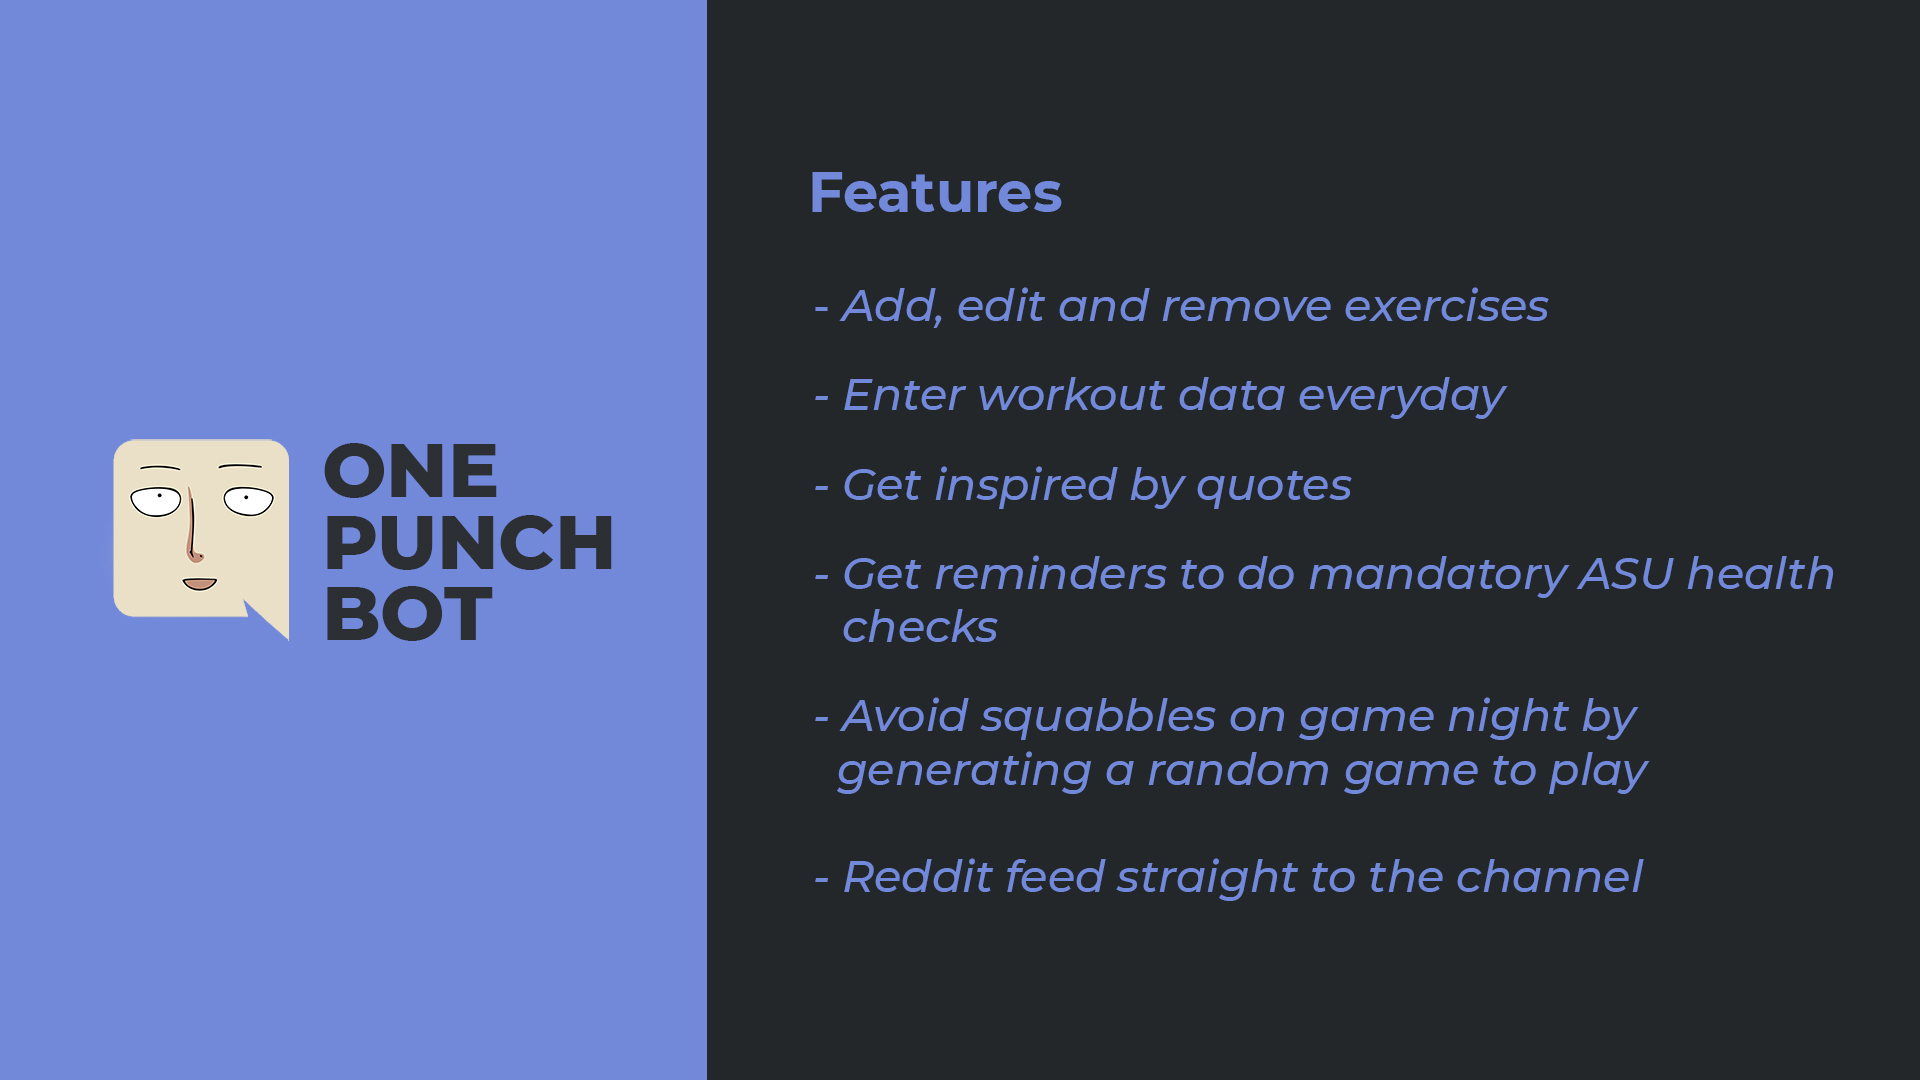 ONE
PUNCH
BOT
Features
- Add, edit and remove exercises
- Enter workout data everyday
- Get inspired by quotes
- Get reminders to do mandatory ASU health
checks
- Avoid squabbles on game night by
generating a random game to play
- Reddit feed straight to the channel